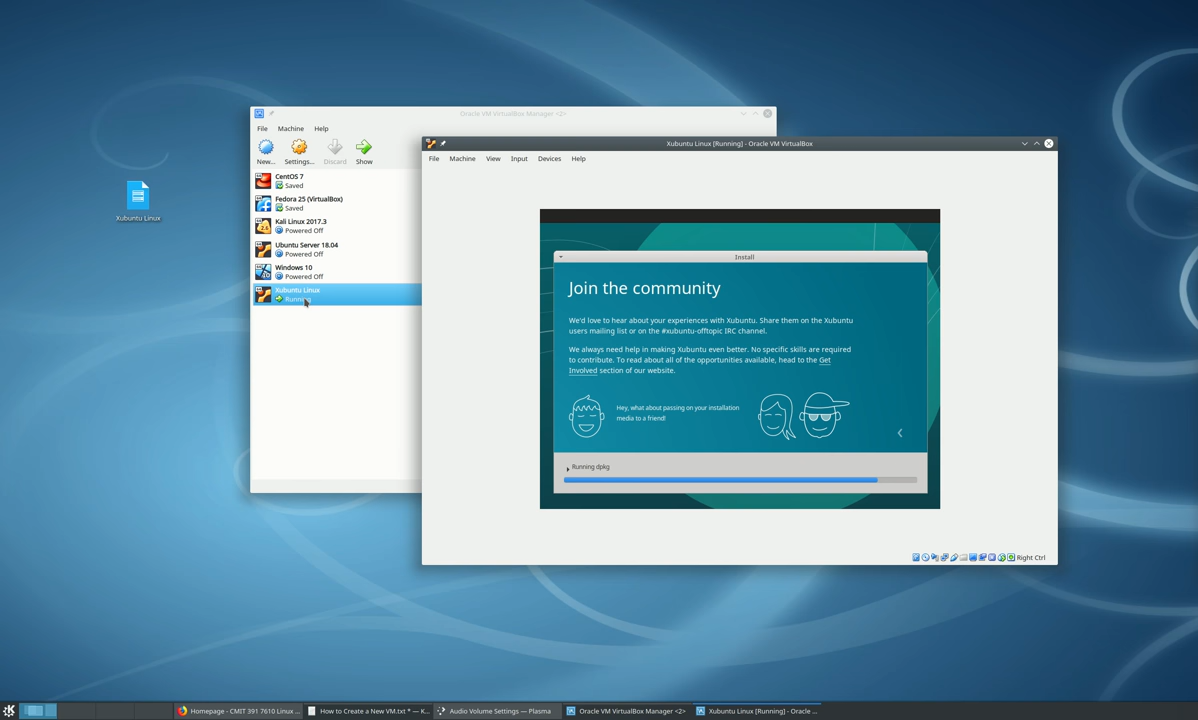 Xubuntu Linux
Oracle VM VirtualBox Manager <2>
File Machine Help
New... Settings... Discard Show
CentOS 7
Saved
Fedora 25 (VirtualBox)
Saved
Kali Linux 2017.3
Powered Off
Ubuntu Server 18.04
Powered Off
Windows 10
Powered Off
Xubuntu Linux
Running
Xubuntu Linux [Running] - Oracle VM VirtualBox
File Machine View Input Devices Help
Install
Join the community
We'd love to hear about your experiences with Xubuntu. Share them on the Xubuntu
users mailing list or on the #xubuntu-offtopic IRC channel.
We always need help in making Xubuntu even better. No specific skills are required
to contribute. To read about all of the opportunities available, head to the Get
Involved section of our website.
Hey, what about passing on your installation
media to a friend!
Running dpkg
Right Ctrl
Homepage - CMIT 391 7610 Linux ...
How to Create a New VM.txt * — K...
Audio Volume Settings — Plasma
Oracle VM VirtualBox Manager <2>
Xubuntu Linux [Running] - Oracle ...